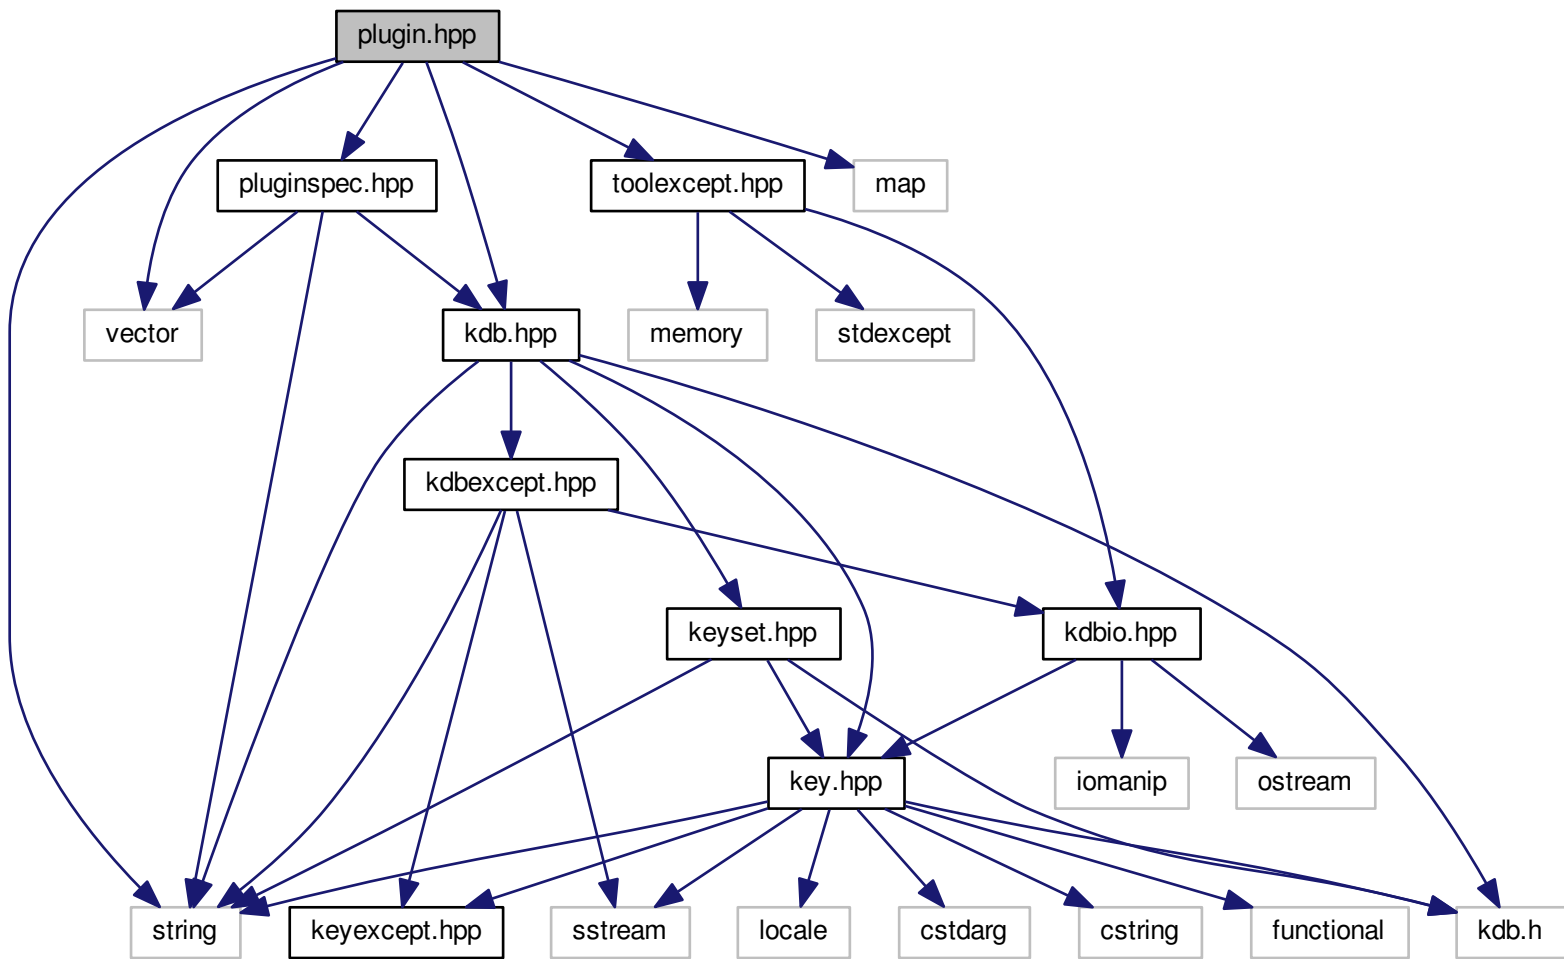 plugin.hpp
pluginspec.hpp
toolexcept.hpp
map
vector
kdb.hpp
memory
stdexcept
kdbexcept.hpp
keyset.hpp
kdbio.hpp
key.hpp
iomanip
ostream
string
keyexcept.hpp
sstream
locale
cstdarg
cstring
functional
kdb.h